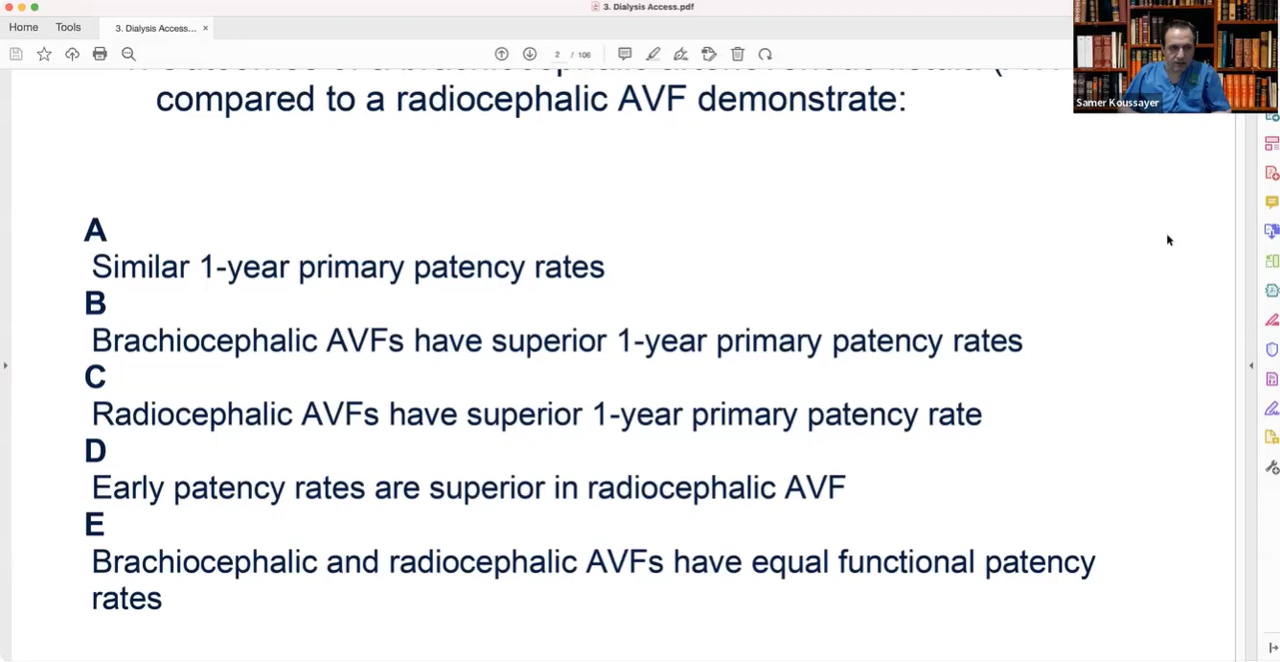 3. Dialysis Access.pdf
Home Tools 3. Dialysis Access... ×
2 / 106
Samer Koussayer
compared to a radiocephalic AVF demonstrate:
A
Similar 1-year primary patency rates
B
Brachiocephalic AVFs have superior 1-year primary patency rates
C
Radiocephalic AVFs have superior 1-year primary patency rate
D
Early patency rates are superior in radiocephalic AVF
E
Brachiocephalic and radiocephalic AVFs have equal functional patency
rates